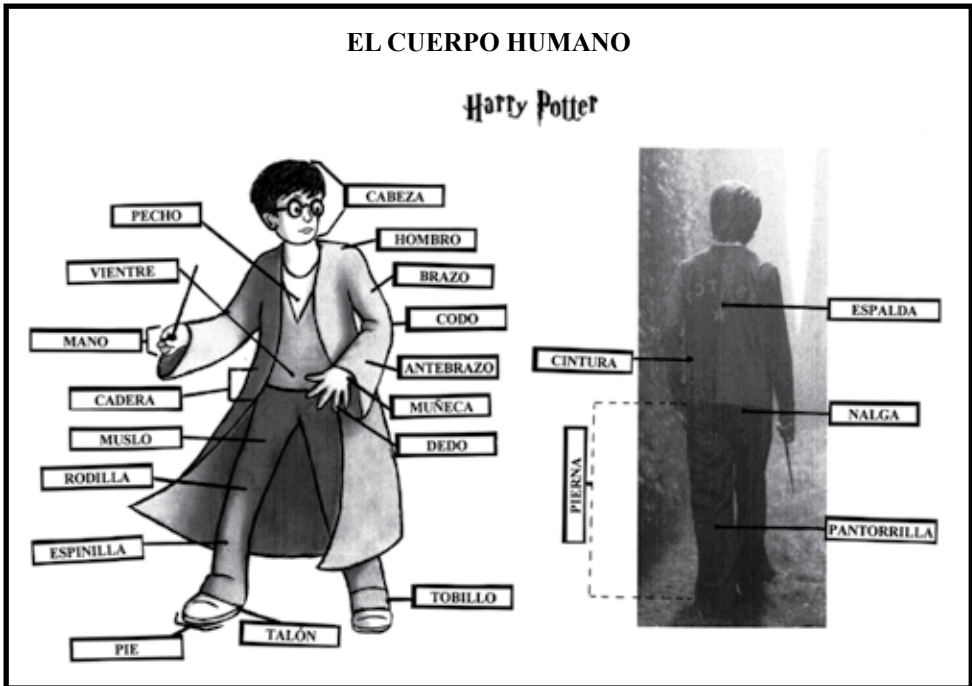 EL CUERPO HUMANO
Harry Potter
CABEZA
PECHO
HOMBRO
VIENTRE
BRAZO
MANO
CODO
ANTEBRAZO
CADERA
MUÑECA
MUSLO
DEDO
RODILLA
ESPINILLA
TOBILLO
TALÓN
PIE
ESPALDA
CINTURA
NALGA
PIERNA
PANTORRILLA